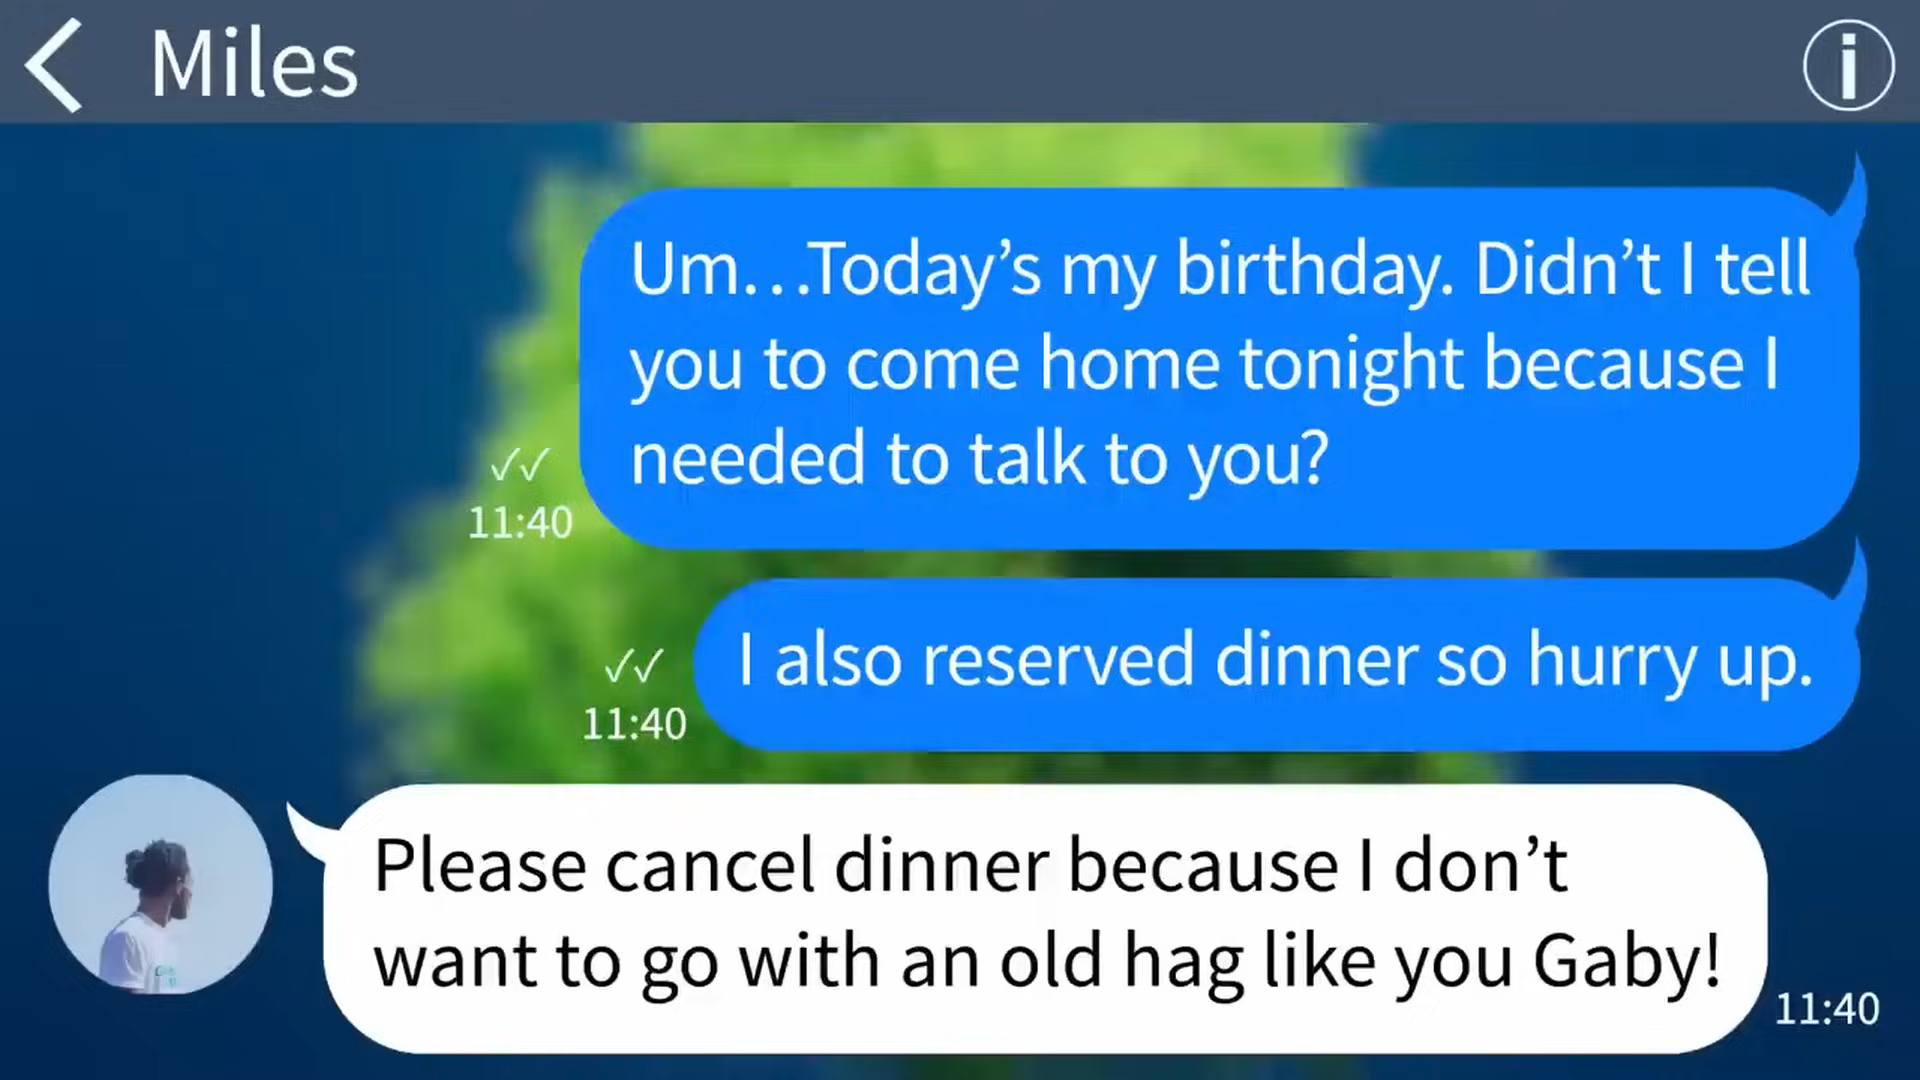 Miles
Um…Today’s my birthday. Didn’t I tell
you to come home tonight because I
needed to talk to you?
11:40
I also reserved dinner so hurry up.
11:40
Please cancel dinner because I don’t
want to go with an old hag like you Gaby!
11:40